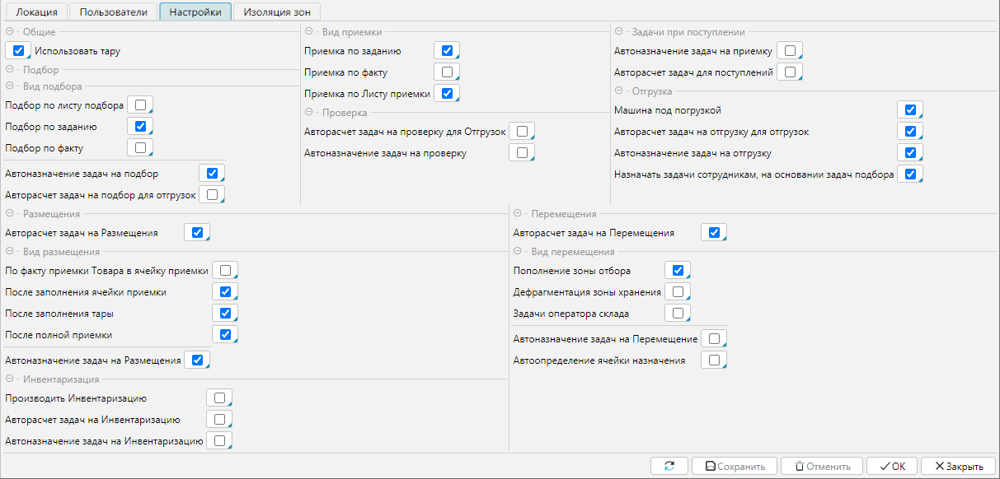 Локация Пользователи Настройки Изоляция зон
Общие
Использовать тару
Подбор
Вид подбора
Подбор по листу подбора
Подбор по заданию
Подбор по факту
Автоназначение задач на подбор
Авторасчет задач на подбор для отгрузок
Вид приемки
Приемка по заданию
Приемка по факту
Приемка по Листу приемки
Проверка
Авторасчет задач на проверку для Отгрузок
Автоназначение задач на проверку
Задачи при поступлении
Автоназначение задач на приемку
Авторасчет задач для поступлений
Отгрузка
Машина под погрузкой
Авторасчет задач на отгрузку для отгрузок
Автоназначение задач на отгрузку
Назначать задачи сотрудникам, на основании задач подбора
Размещения
Авторасчет задач на Размещения
Вид размещения
По факту приемки Товара в ячейку приемки
После заполнения ячейки приемки
После заполнения тары
После полной приемки
Автоназначение задач на Размещения
Инвентаризация
Производить Инвентаризацию
Авторасчет задач на Инвентаризацию
Автоназначение задач на Инвентаризацию
Перемещения
Авторасчет задач на Перемещения
Вид перемещения
Пополнение зоны отбора
Дефрагментация зоны хранения
Задачи оператора склада
Автоназначение задач на Перемещение
Автоопределение ячейки назначения
Сохранить Отменить OK Закрыть